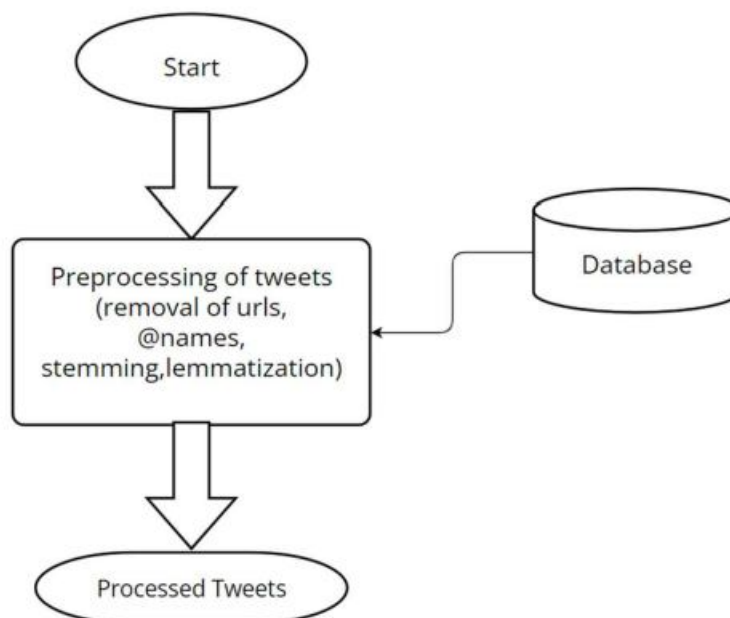 Start
Preprocessing of tweets
(removal of urls,
@names,
stemming,lemmatization)
Database
Processed Tweets